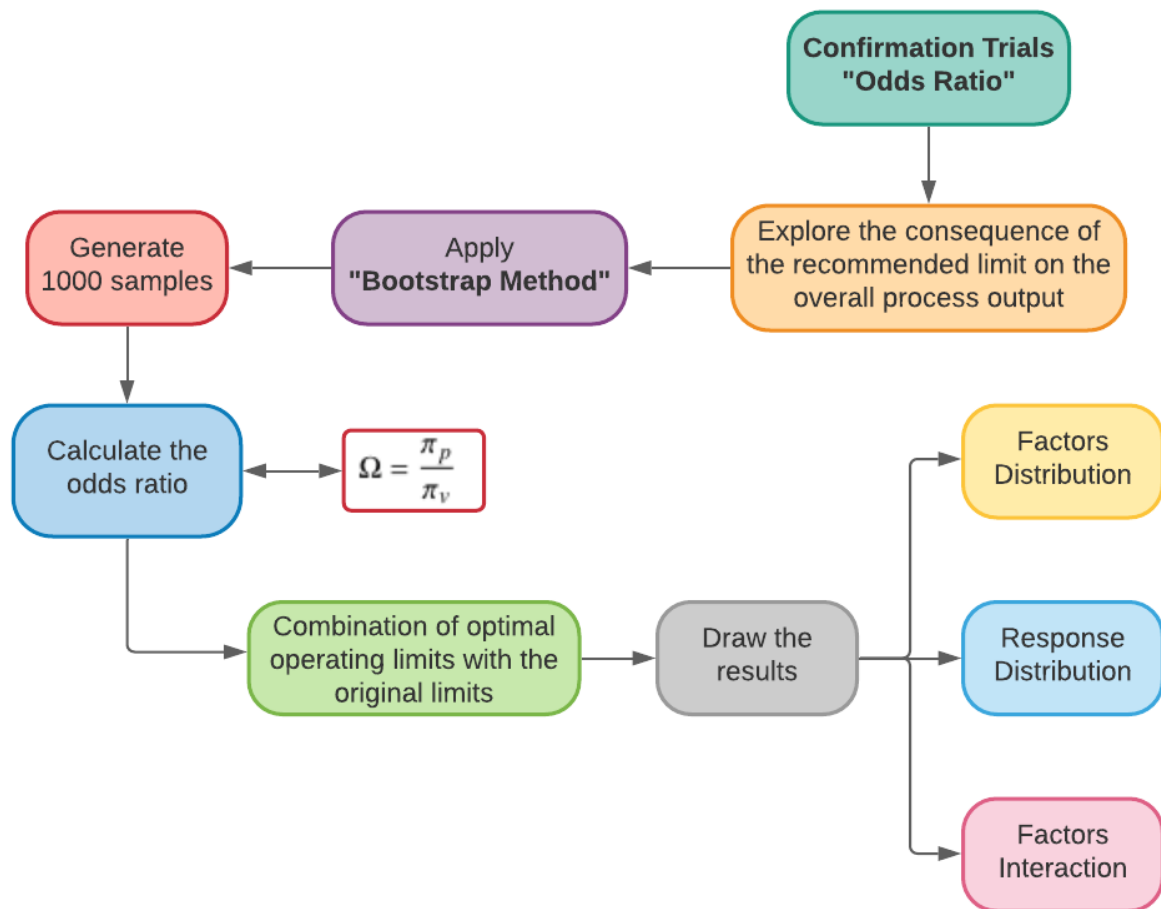 Confirmation Trials
"Odds Ratio"
Explore the consequence of
the recommended limit on the
overall process output
Apply
"Bootstrap Method"
Generate
1000 samples
Calculate the
odds ratio
Ω = π_p / π_v
Combination of optimal
operating limits with the
original limits
Draw the
results
Factors
Distribution
Response
Distribution
Factors
Interaction